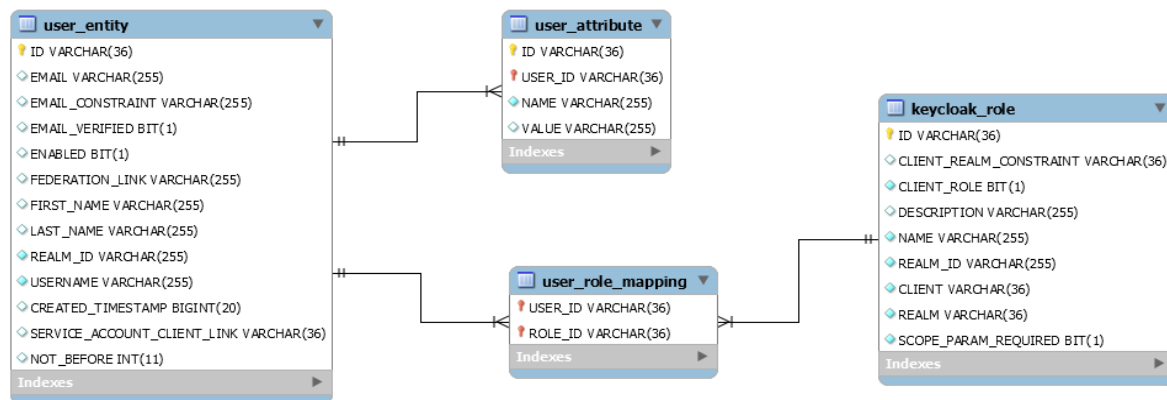 user_entity
ID VARCHAR(36)
EMAIL VARCHAR(255)
EMAIL_CONSTRAINT VARCHAR(255)
EMAIL_VERIFIED BIT(1)
ENABLED BIT(1)
FEDERATION_LINK VARCHAR(255)
FIRST_NAME VARCHAR(255)
LAST_NAME VARCHAR(255)
REALM_ID VARCHAR(255)
USERNAME VARCHAR(255)
CREATED_TIMESTAMP BIGINT(20)
SERVICE_ACCOUNT_CLIENT_LINK VARCHAR(36)
NOT_BEFORE INT(11)
Indexes
user_attribute
ID VARCHAR(36)
USER_ID VARCHAR(36)
NAME VARCHAR(255)
VALUE VARCHAR(255)
Indexes
user_role_mapping
USER_ID VARCHAR(36)
ROLE_ID VARCHAR(36)
Indexes
keycloak_role
ID VARCHAR(36)
CLIENT_REALM_CONSTRAINT VARCHAR(36)
CLIENT_ROLE BIT(1)
DESCRIPTION VARCHAR(255)
NAME VARCHAR(255)
REALM_ID VARCHAR(255)
CLIENT VARCHAR(36)
REALM VARCHAR(36)
SCOPE_PARAM_REQUIRED BIT(1)
Indexes